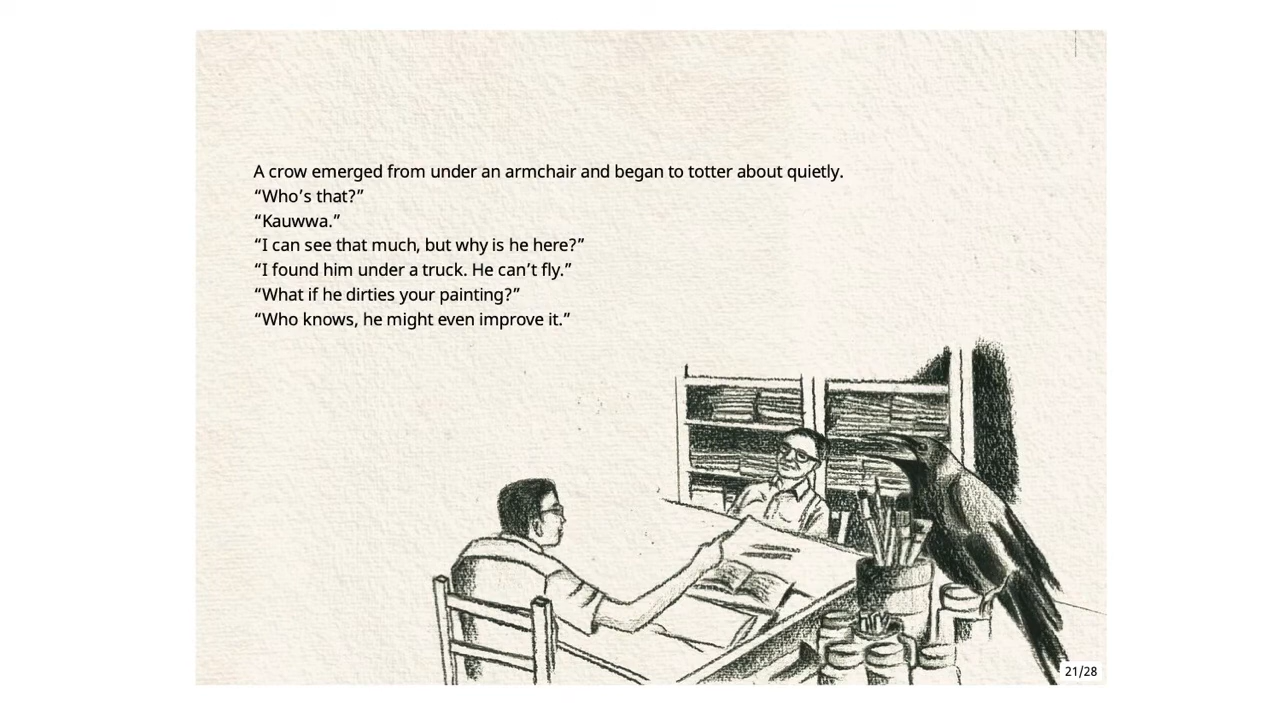 A crow emerged from under an armchair and began to totter about quietly.
“Who’s that?”
“Kauwwa.”
“I can see that much, but why is he here?”
“I found him under a truck. He can’t fly.”
“What if he dirties your painting?”
“Who knows, he might even improve it.”
21/28